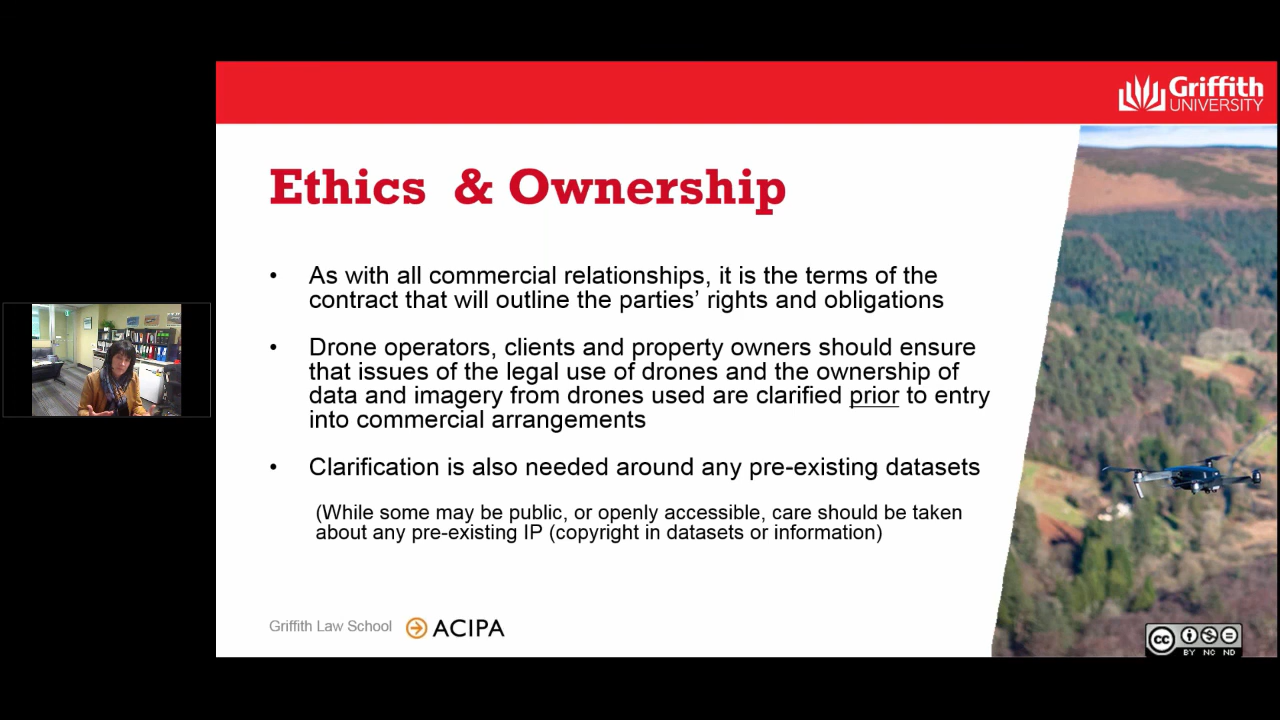 Griffith
UNIVERSITY
Ethics & Ownership
• As with all commercial relationships, it is the terms of the
contract that will outline the parties’ rights and obligations
• Drone operators, clients and property owners should ensure
that issues of the legal use of drones and the ownership of
data and imagery from drones used are clarified prior to entry
into commercial arrangements
• Clarification is also needed around any pre-existing datasets
(While some may be public, or openly accessible, care should be taken
about any pre-existing IP (copyright in datasets or information)
Griffith Law School ACIPA
cc
BY NC ND